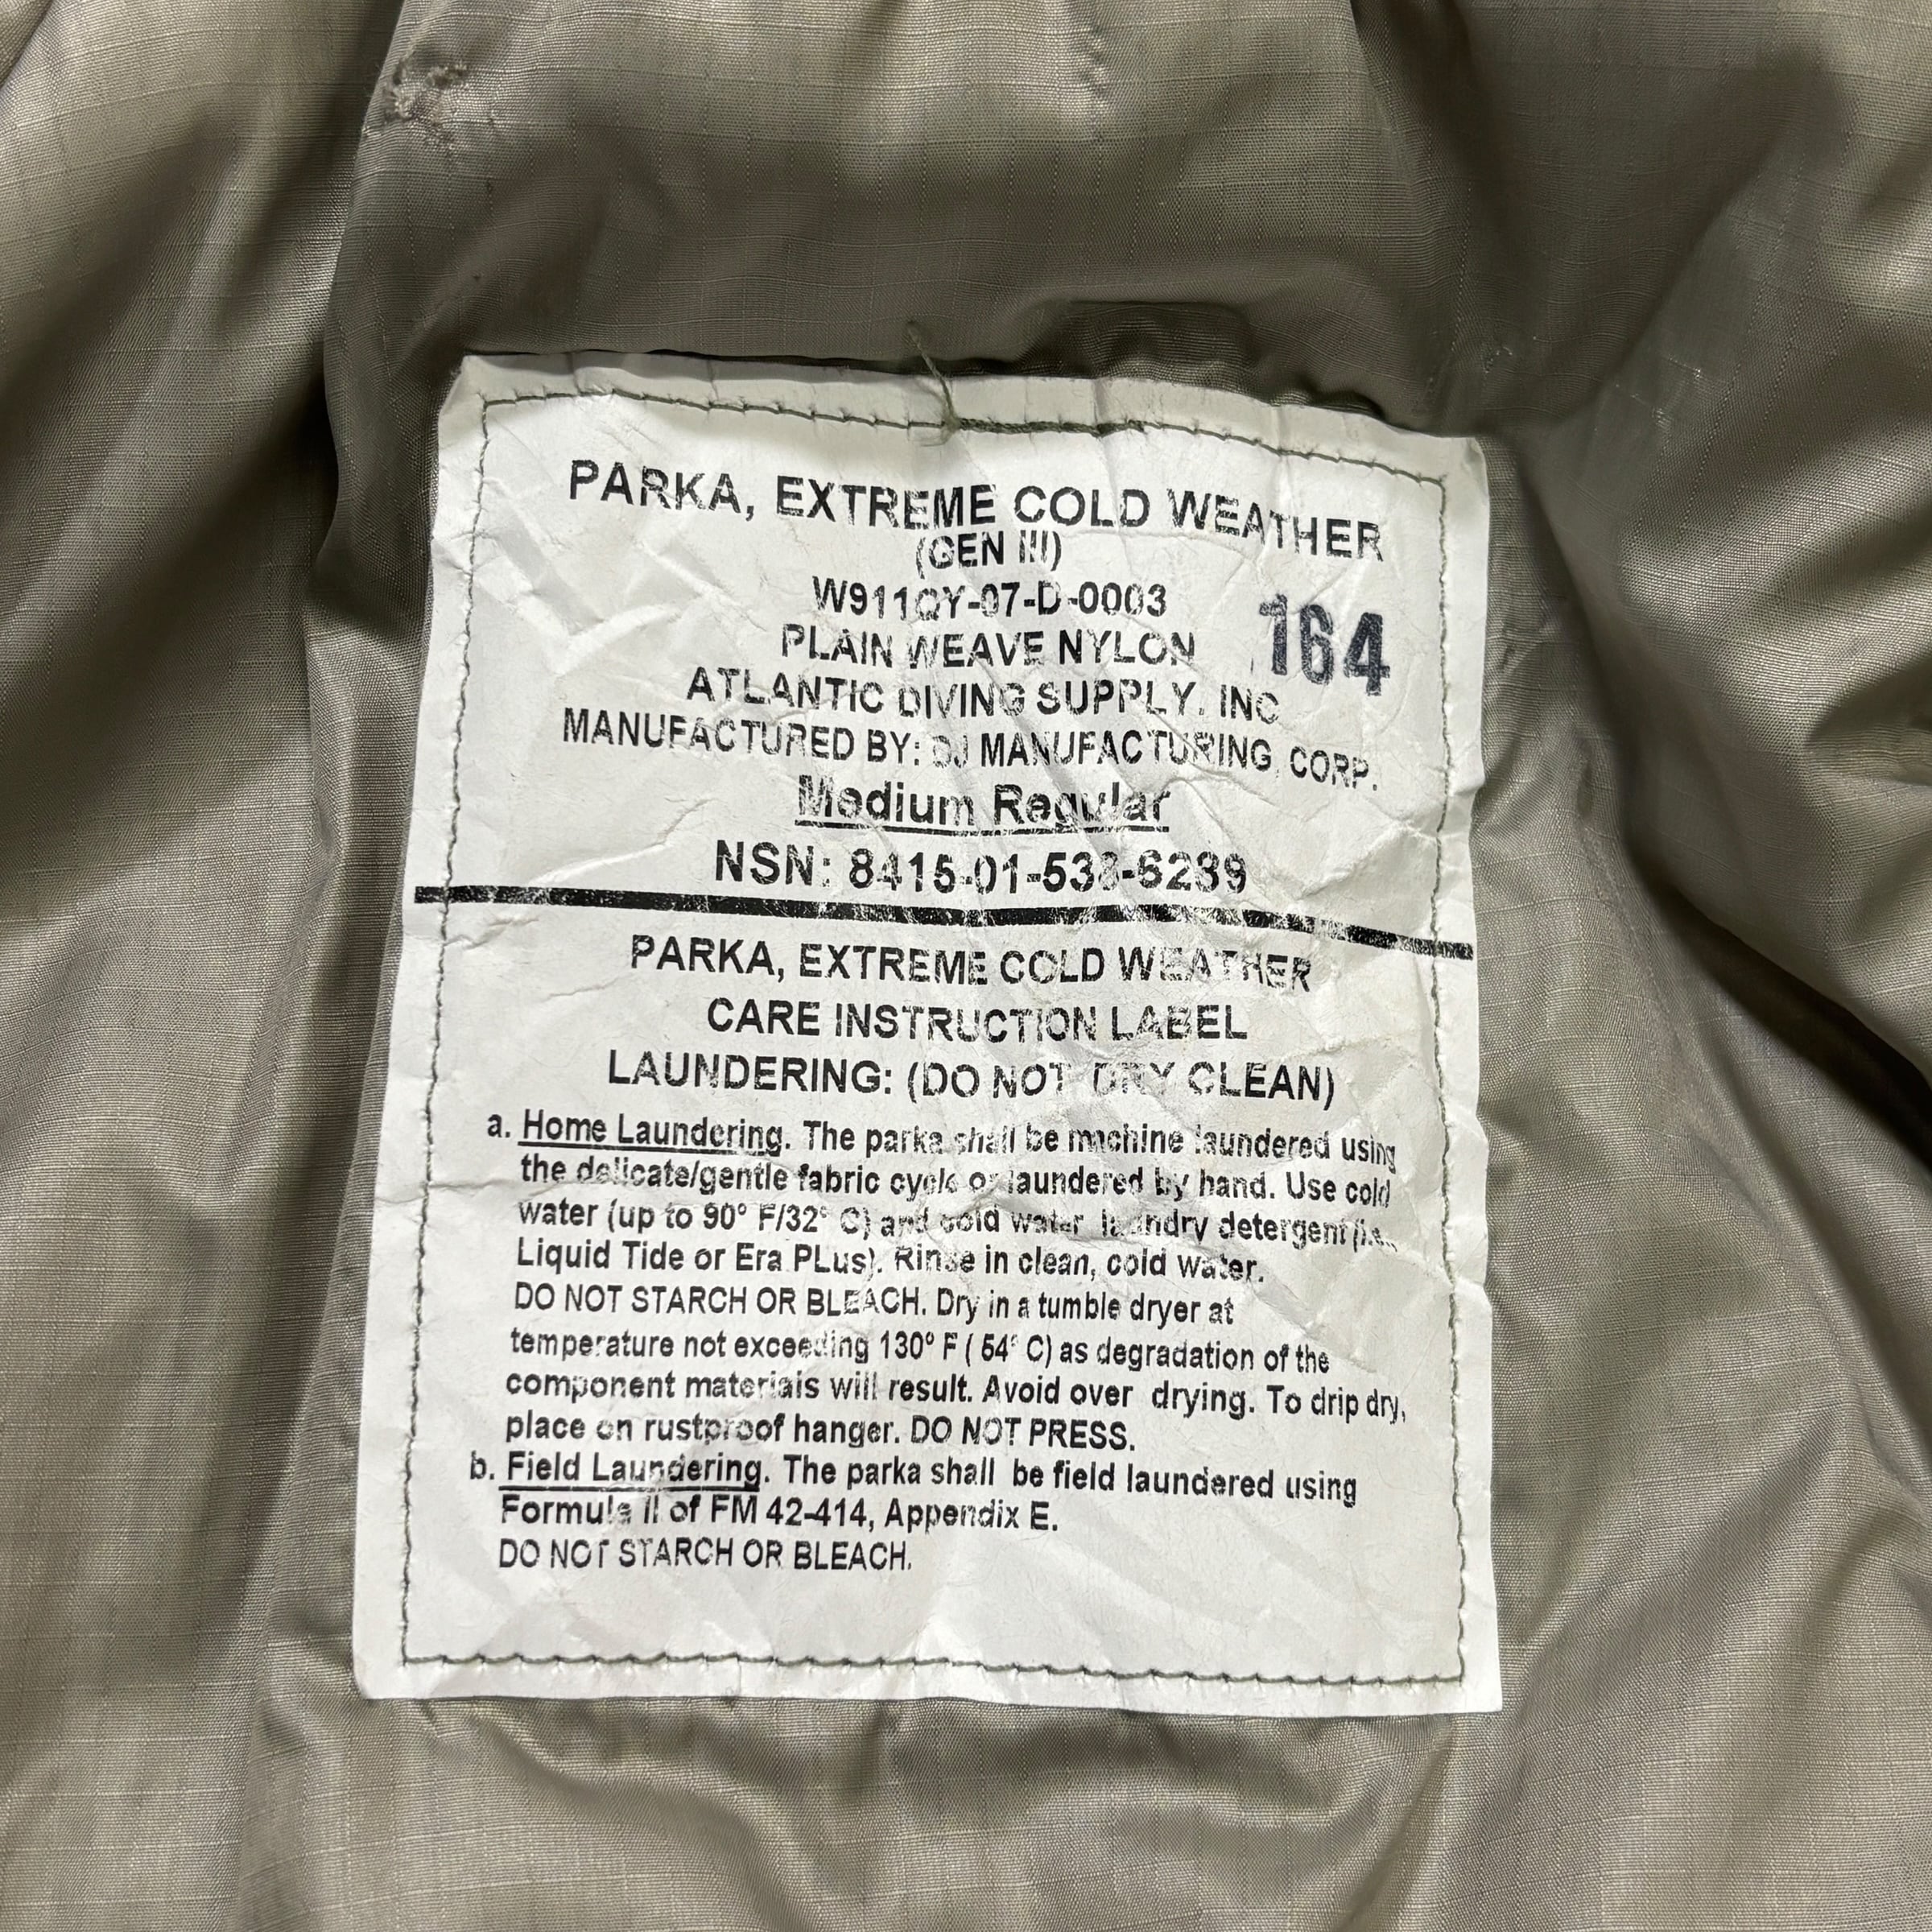 PARKA, EXTREME COLD WEATHER
(GEN III)
W911QY-07-D-0003
164
PLAIN WEAVE NYLON
ATLANTIC DIVING SUPPLY, INC
MANUFACTURED BY: DJ MANUFACTURING, CORP.
Medium Regular
NSN:
PARKA, EXTREME COLD WEATHER
CARE INSTRUCTION LABEL
LAUNDERING: (DO NOT DRY CLEAN)
a. Home Laundering. The parka shall be machine laundered using
the delicate/gentle fabric cycle or laundered by hand. Use cold
water (up to 90° F/32° C) and cold water laundry detergent (i.e.,
Liquid Tide or Era PLus). Rinse in clean, cold water.
DO NOT STARCH OR BLEACH. Dry in a tumble dryer at
temperature not exceeding 130° F ( 54° C) as degradation of the
component materials will result. Avoid over drying. To drip dry,
place on rustproof hanger. DO NOT PRESS.
b. Field Laundering. The parka shall be field laundered using
Formula II of FM 42-414, Appendix E.
DO NOT STARCH OR BLEACH.